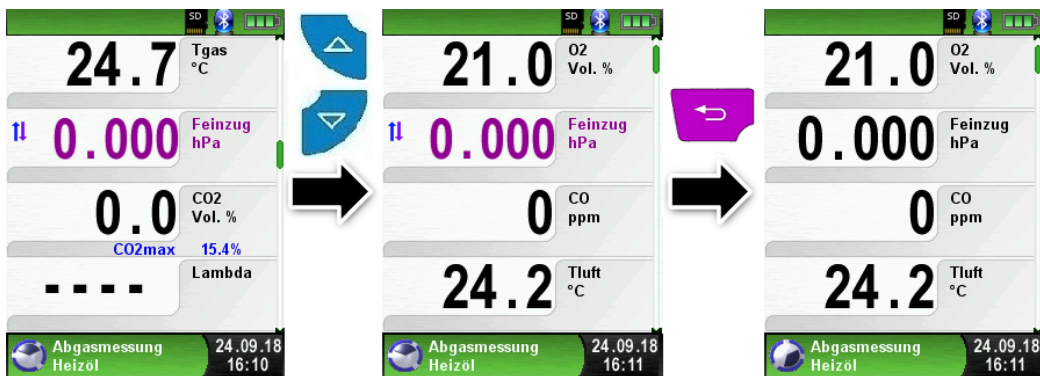 SD
24.7 Tgas
°C
0.000 Feinzug
hPa
0.0 CO2
Vol. %
CO2max 15.4%
---- Lambda
Abgasmessung 24.09.18
Heizöl 16:10
SD
21.0 O2
Vol. %
0.000 Feinzug
hPa
0 CO
ppm
24.2 Tluft
°C
Abgasmessung 24.09.18
Heizöl 16:11
SD
21.0 O2
Vol. %
0.000 Feinzug
hPa
0 CO
ppm
24.2 Tluft
°C
Abgasmessung 24.09.18
Heizöl 16:11